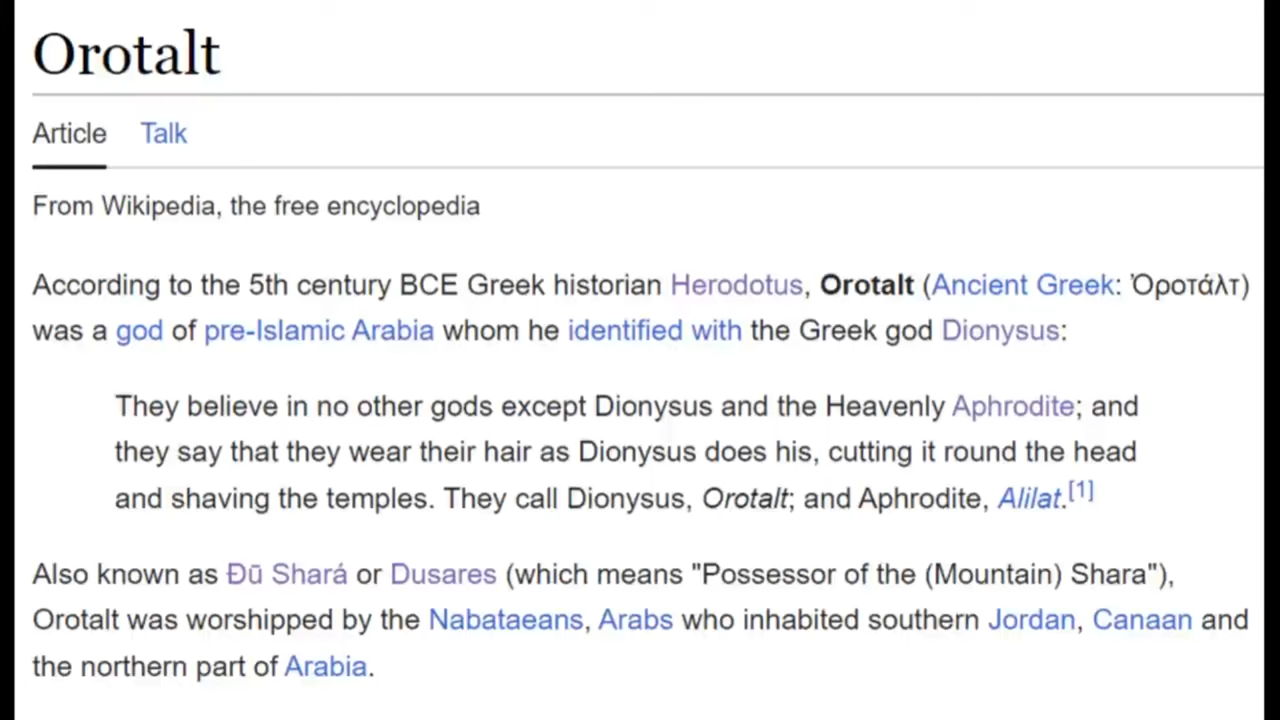 Orotalt
Article Talk
From Wikipedia, the free encyclopedia
According to the 5th century BCE Greek historian Herodotus, Orotalt (Ancient Greek: Ὀροτάλτ)
was a god of pre-Islamic Arabia whom he identified with the Greek god Dionysus:
They believe in no other gods except Dionysus and the Heavenly Aphrodite; and
they say that they wear their hair as Dionysus does his, cutting it round the head
and shaving the temples. They call Dionysus, Orotalt; and Aphrodite, Alilat.[1]
Also known as Đū Shará or Dusares (which means "Possessor of the (Mountain) Shara"),
Orotalt was worshipped by the Nabataeans, Arabs who inhabited southern Jordan, Canaan and
the northern part of Arabia.